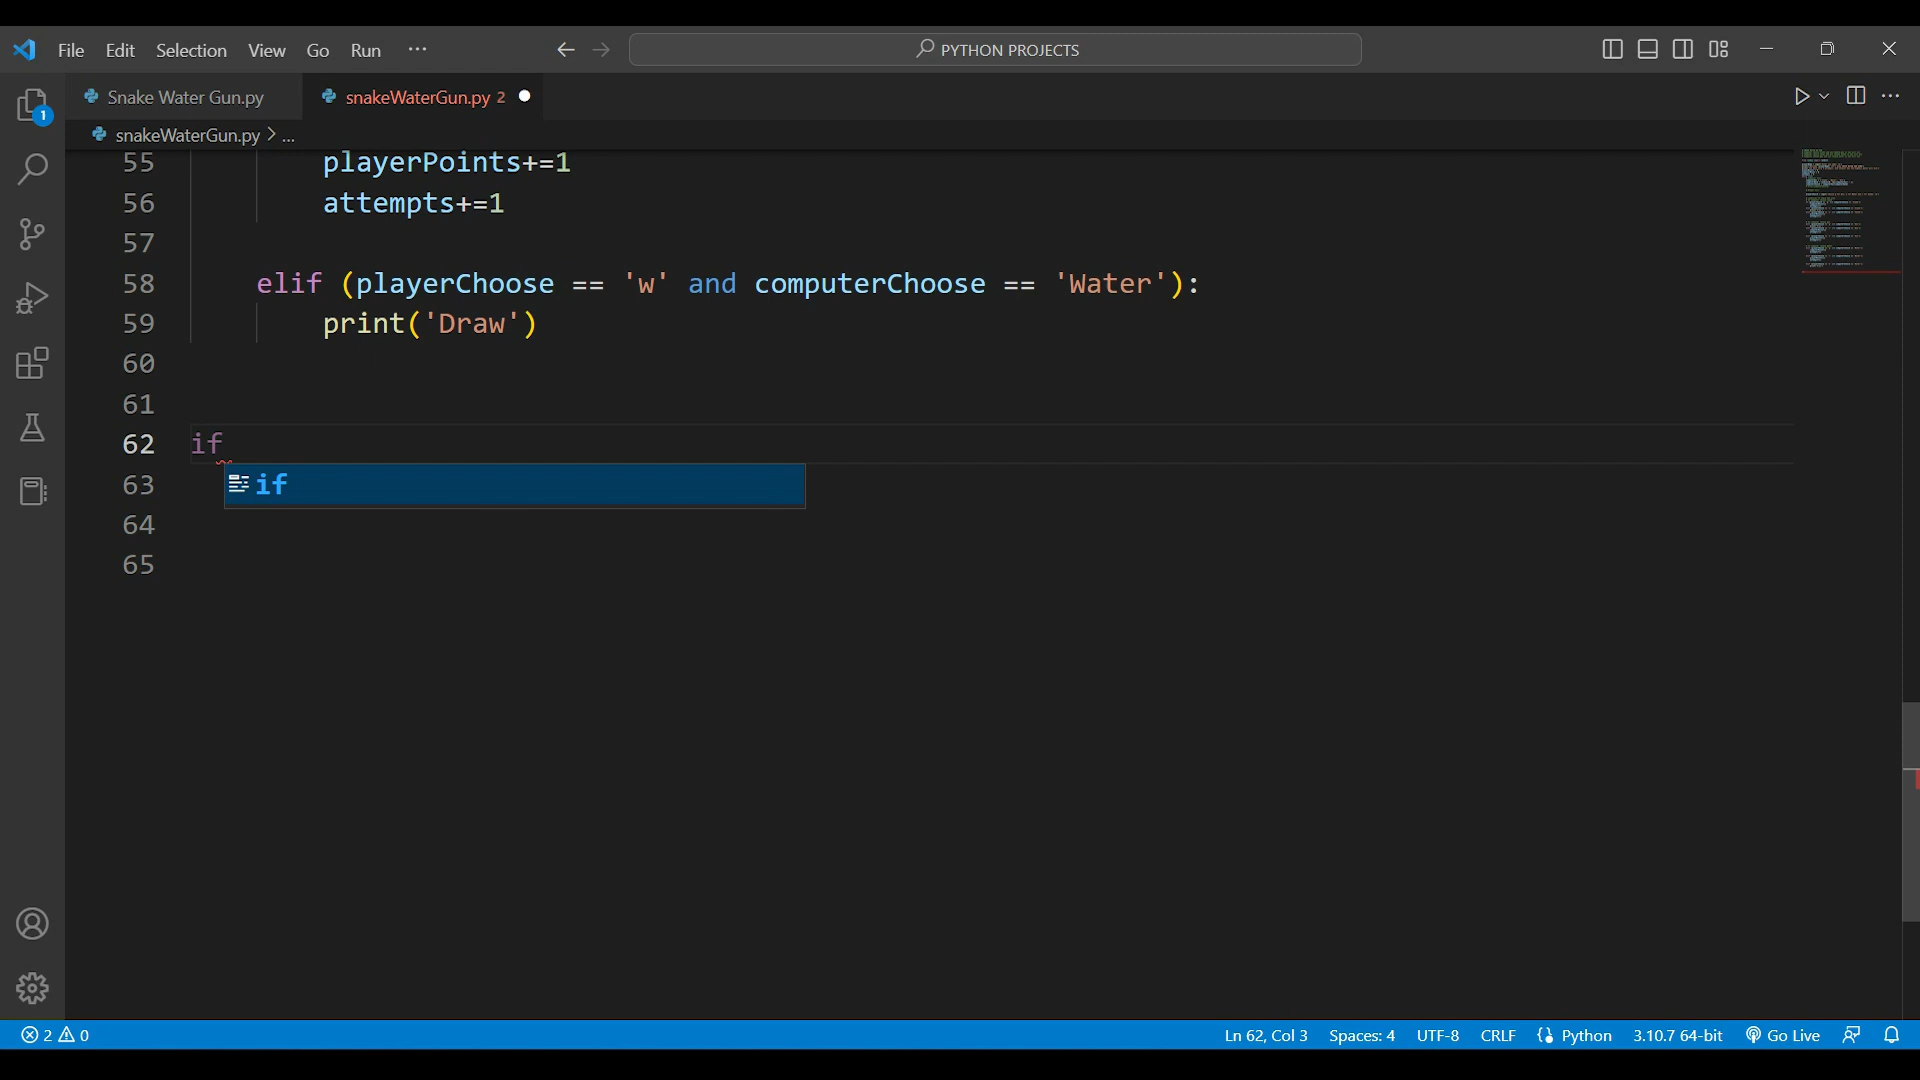 File Edit Selection View Go Run ··· PYTHON PROJECTS
1 Snake Water Gun.py snakeWaterGun.py 2
snakeWaterGun.py > ...
55 playerPoints+=1
56 attempts+=1
57
58 elif (playerChoose == 'w' and computerChoose == 'Water'):
59 print('Draw')
60
61
62 if
63 if
64
65
2 0 Ln 62, Col 3 Spaces: 4 UTF-8 CRLF Python 3.10.7 64-bit Go Live